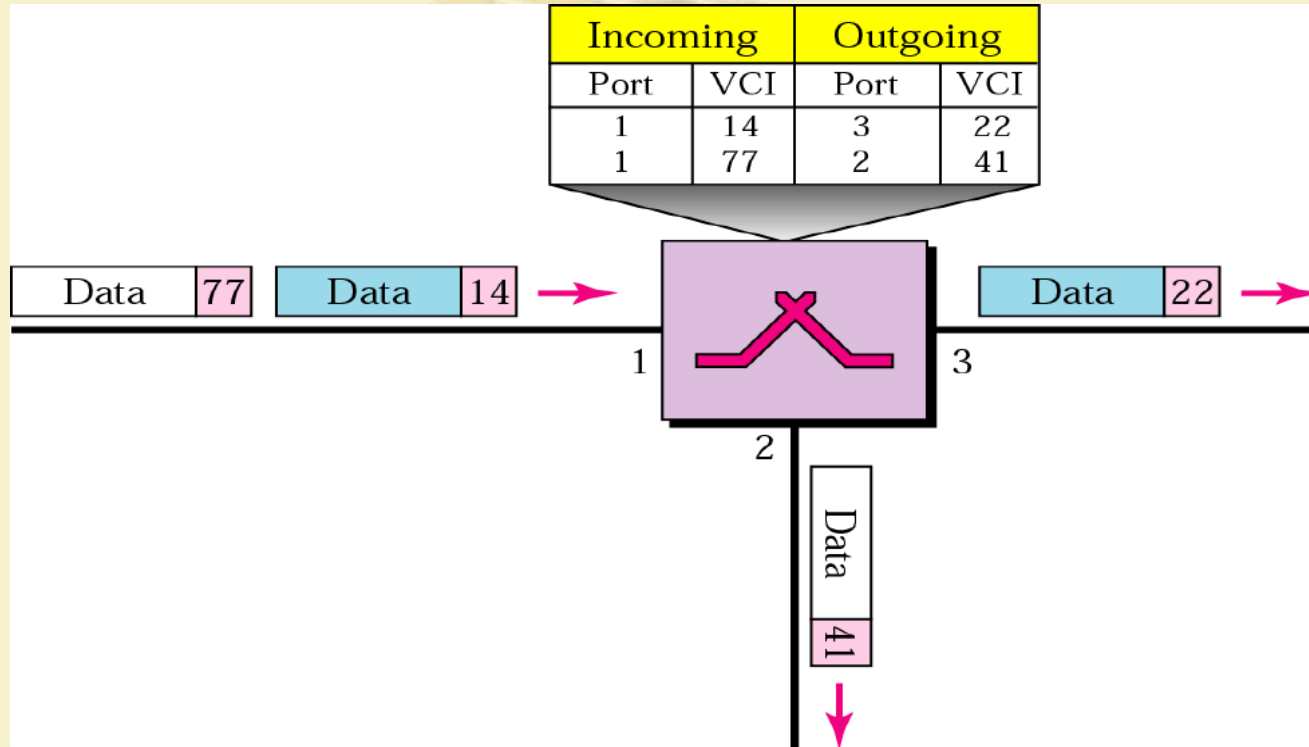 Incoming Outgoing
Port VCI Port VCI
1 14 3 22
1 77 2 41
Data 77 Data 14 Data 22
1 3
2
Data 41